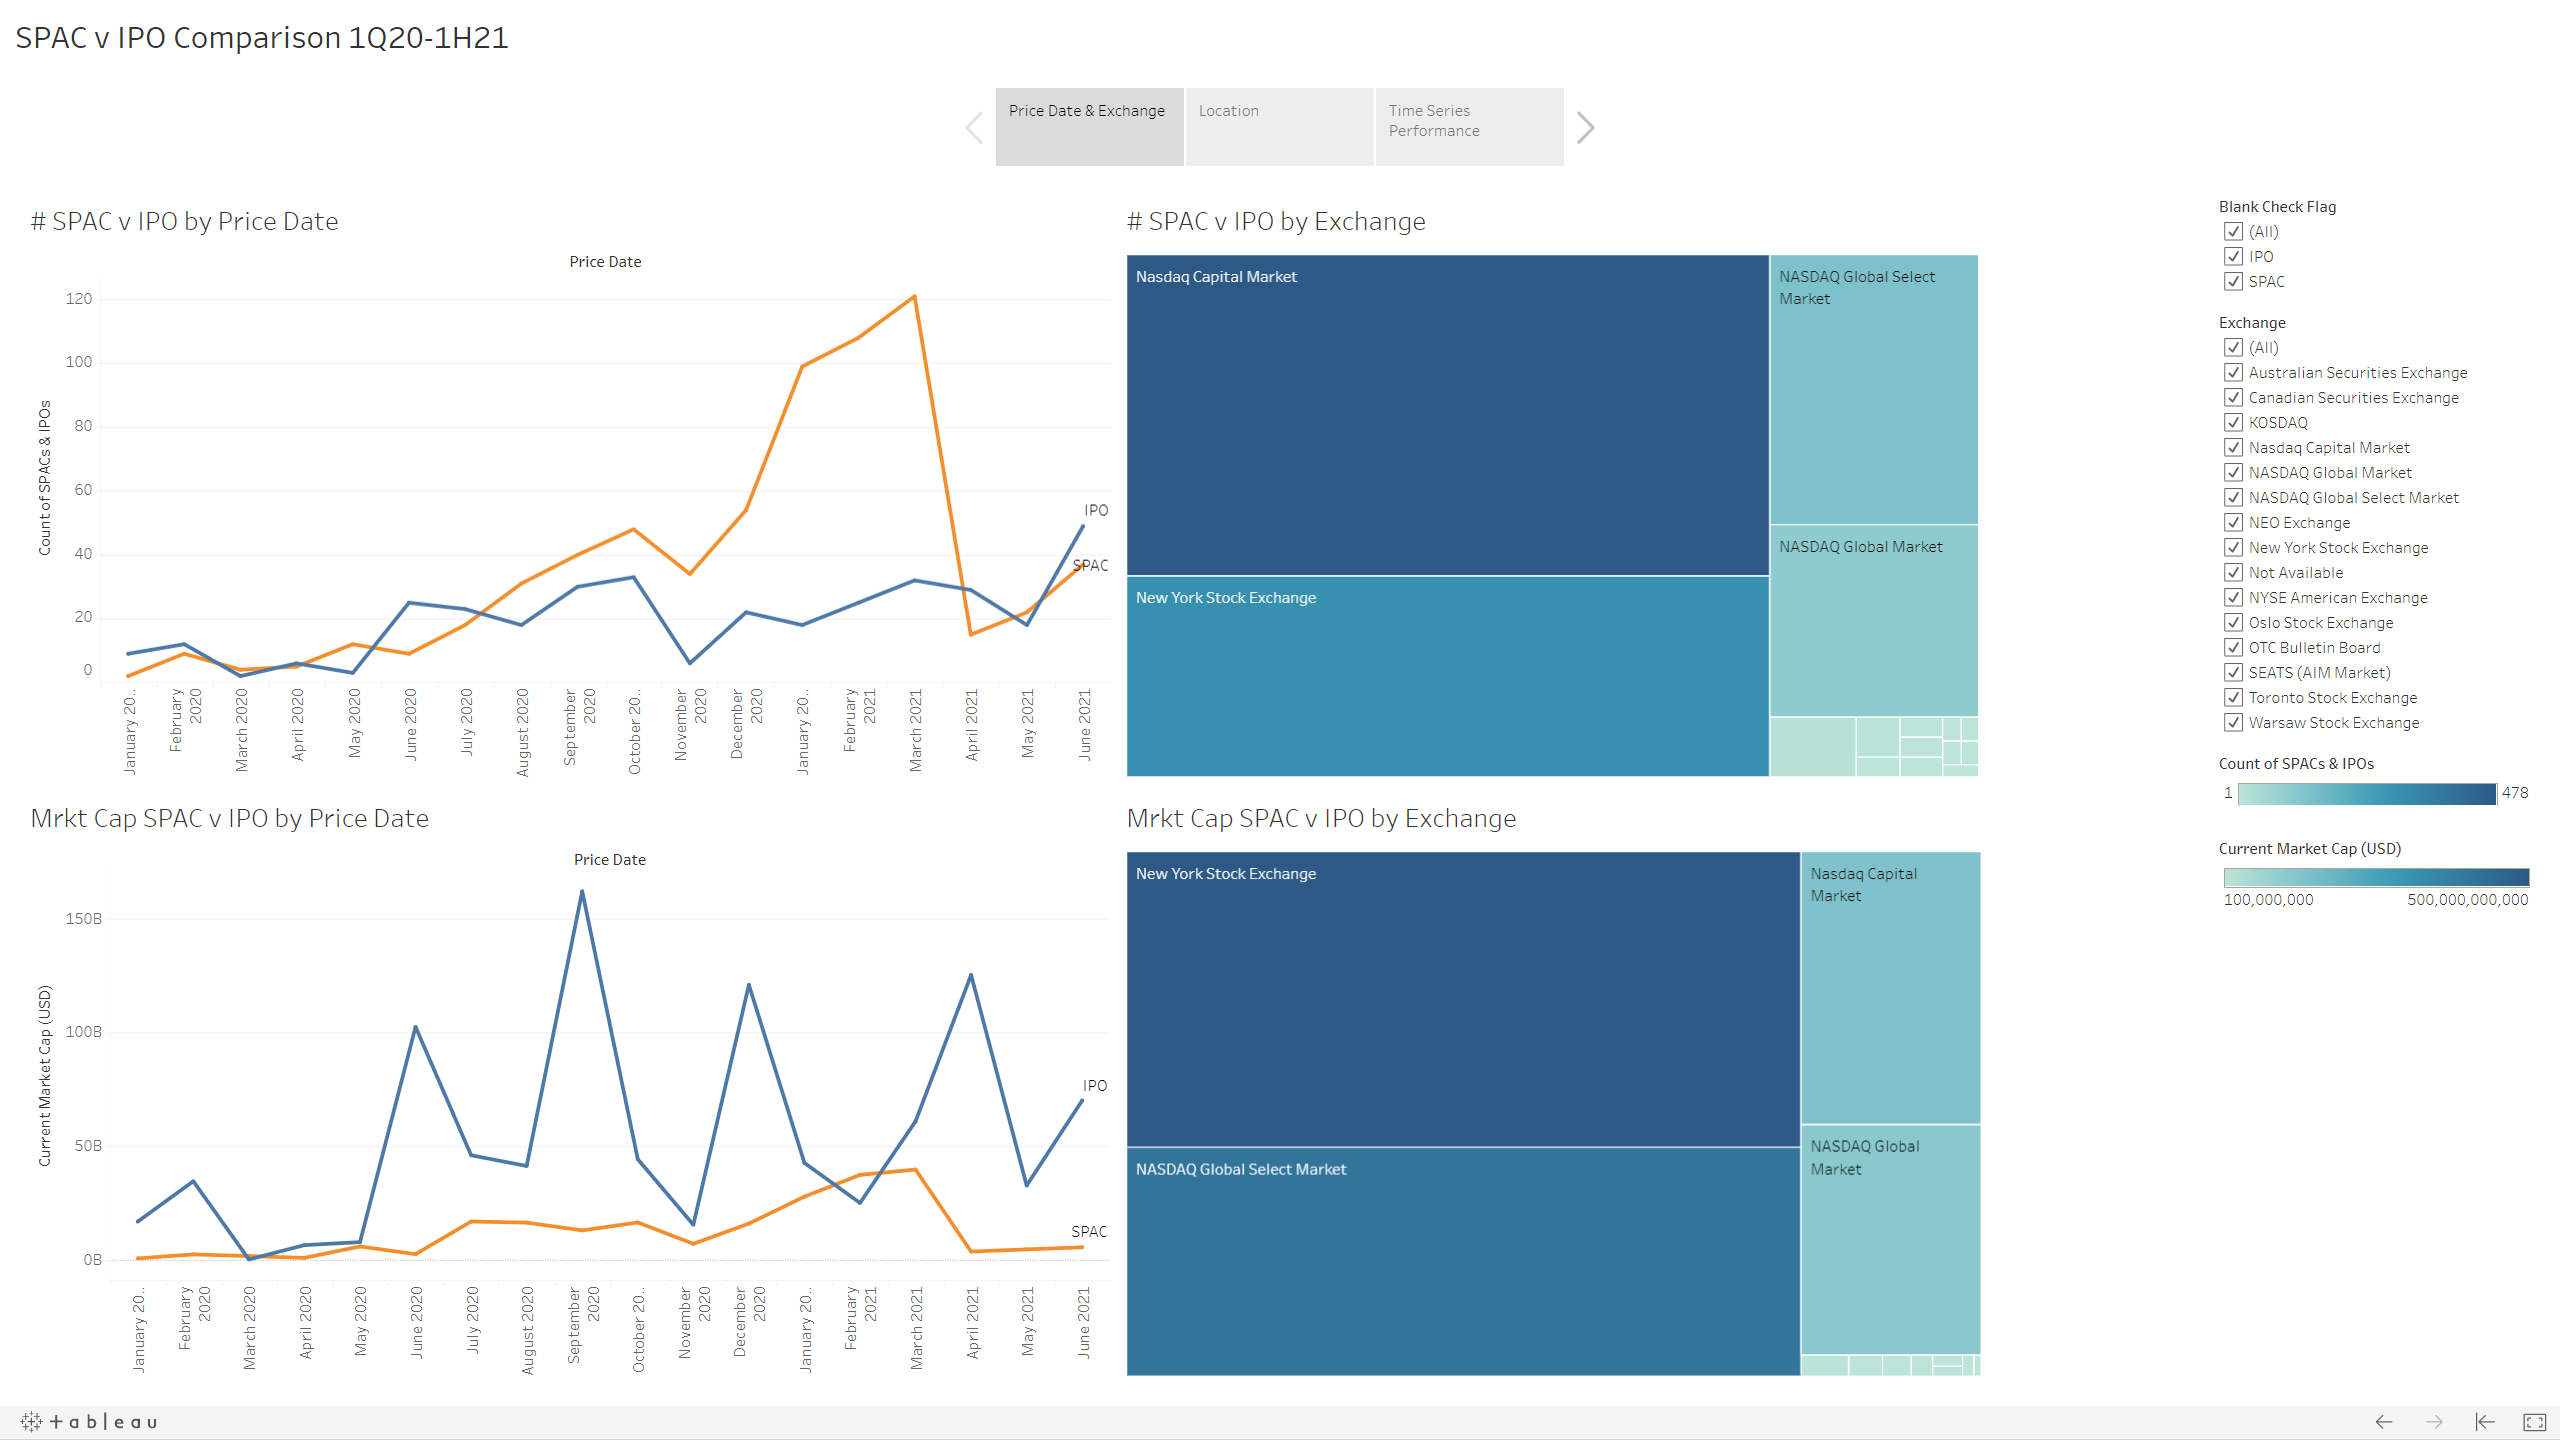 SPAC v IPO Comparison 1Q20-1H21
Price Date & Exchange
Location
Time Series
Performance
# SPAC v IPO by Price Date
Price Date
Count of SPACs & IPOs
120
100
80
60
40
20
0
IPO
SPAC
January 20..
February
2020
March 2020
April 2020
May 2020
June 2020
July 2020
August 2020
September
2020
October 20..
November
2020
December
2020
January 20..
February
2021
March 2021
April 2021
May 2021
June 2021
# SPAC v IPO by Exchange
Nasdaq Capital Market
NASDAQ Global Select
Market
NASDAQ Global Market
New York Stock Exchange
Mrkt Cap SPAC v IPO by Price Date
Price Date
Current Market Cap (USD)
150B
100B
50B
0B
IPO
SPAC
January 20..
February
2020
March 2020
April 2020
May 2020
June 2020
July 2020
August 2020
September
2020
October 20..
November
2020
December
2020
January 20..
February
2021
March 2021
April 2021
May 2021
June 2021
Mrkt Cap SPAC v IPO by Exchange
New York Stock Exchange
Nasdaq Capital
Market
NASDAQ Global
Market
NASDAQ Global Select Market
Blank Check Flag
(All)
IPO
SPAC
Exchange
(All)
Australian Securities Exchange
Canadian Securities Exchange
KOSDAQ
Nasdaq Capital Market
NASDAQ Global Market
NASDAQ Global Select Market
NEO Exchange
New York Stock Exchange
Not Available
NYSE American Exchange
Oslo Stock Exchange
OTC Bulletin Board
SEATS (AIM Market)
Toronto Stock Exchange
Warsaw Stock Exchange
Count of SPACs & IPOs
1 478
Current Market Cap (USD)
100,000,000 500,000,000,000
tableau